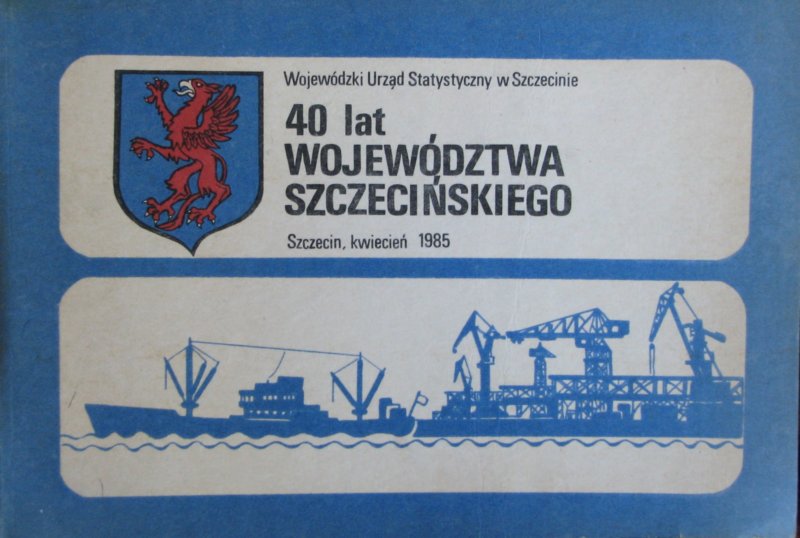 Wojewódzki Urząd Statystyczny w Szczecinie
40 lat
WOJEWÓDZTWA
SZCZECIŃSKIEGO
Szczecin, kwiecień 1985